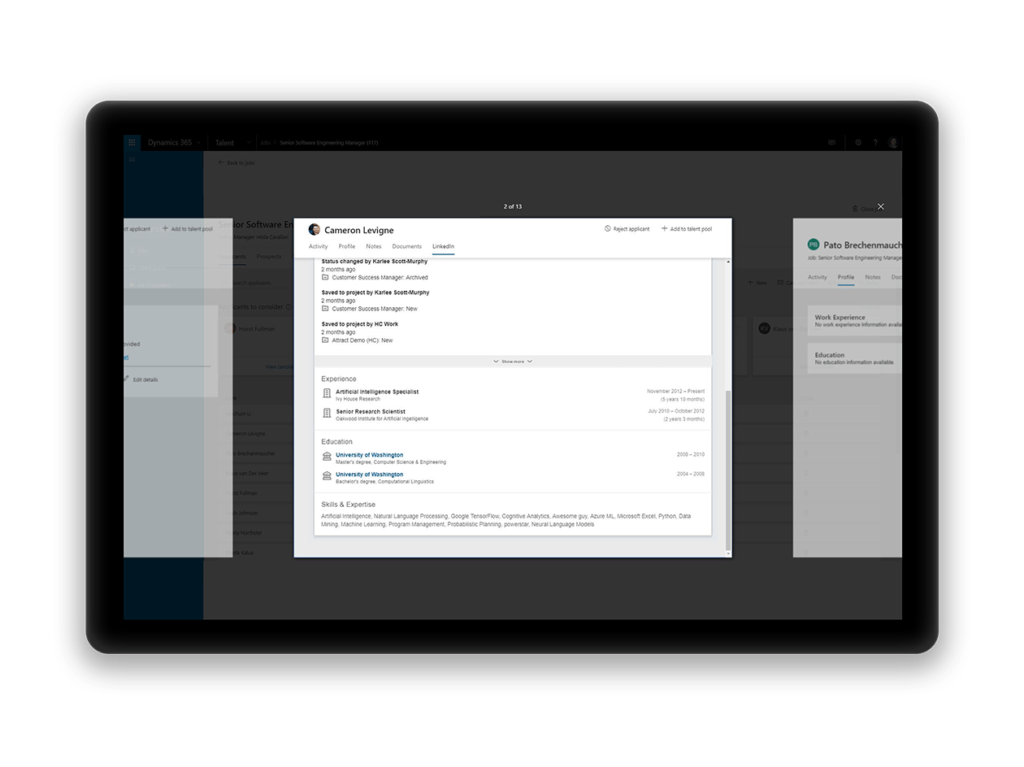 Dynamics 365
Talent
Jobs / Senior Software Engineering Manager (FYI)
Back to jobs
2 of 13
Add to talent pool
Edit details
Cameron Levigne
Reject applicant
Add to talent pool
Activity Profile Notes Documents LinkedIn
Status changed by Karlee Scott-Murphy
2 months ago
Customer Success Manager: Archived
Saved to project by Karlee Scott-Murphy
2 months ago
Customer Success Manager: New
Saved to project by HC Work
2 months ago
Attract Demo (HC): New
Show more
Experience
Artificial Intelligence Specialist
November 2012 – Present
Ivy House Research
(5 years 10 months)
Senior Research Scientist
July 2010 – October 2012
Oakwood Institute for Artificial Intelligence
(2 years 3 months)
Education
University of Washington
2008 – 2010
Master's degree, Computer Science & Engineering
University of Washington
2004 – 2008
Bachelor's degree, Computational Linguistics
Skills & Expertise
Artificial Intelligence, Natural Language Processing, Google TensorFlow, Cognitive Analytics, Awesome guy, Azure ML, Microsoft Excel, Python, Data
Mining, Machine Learning, Program Management, Probabilistic Planning, powerstar, Neural Language Models
PB Pato Brechenmauch
Job: Senior Software Engineering Manager
Activity Profile Notes
Work Experience
No work experience information availa
Education
No education information available